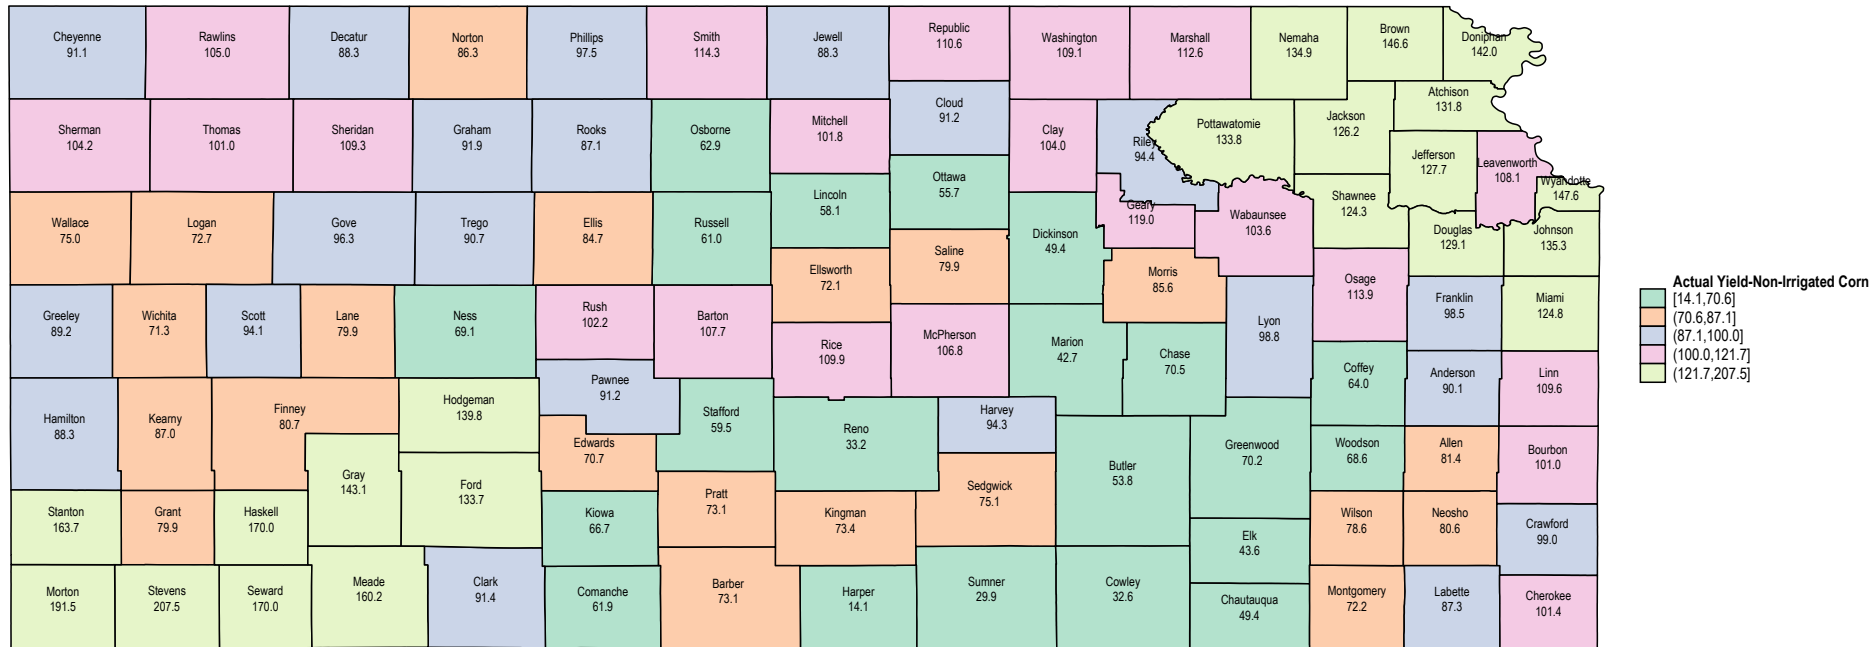 Cheyenne
91.1
Rawlins
105.0
Decatur
88.3
Norton
86.3
Phillips
97.5
Smith
114.3
Jewell
88.3
Republic
110.6
Washington
109.1
Marshall
112.6
Nemaha
134.9
Brown
146.6
Doniphan
142.0
Sherman
104.2
Thomas
101.0
Sheridan
109.3
Graham
91.9
Rooks
87.1
Osborne
62.9
Mitchell
101.8
Cloud
91.2
Clay
104.0
Riley
94.4
Pottawatomie
133.8
Jackson
126.2
Atchison
131.8
Jefferson
127.7
Leavenworth
108.1
Wyandotte
147.6
Wallace
75.0
Logan
72.7
Gove
96.3
Trego
90.7
Ellis
84.7
Russell
61.0
Lincoln
58.1
Ottawa
55.7
Saline
79.9
Dickinson
49.4
Geary
119.0
Wabaunsee
103.6
Shawnee
124.3
Douglas
129.1
Johnson
135.3
Ellsworth
72.1
Morris
85.6
Osage
113.9
Franklin
98.5
Miami
124.8
Greeley
89.2
Wichita
71.3
Scott
94.1
Lane
79.9
Ness
69.1
Rush
102.2
Barton
107.7
Rice
109.9
McPherson
106.8
Marion
42.7
Chase
70.5
Lyon
98.8
Coffey
64.0
Anderson
90.1
Linn
109.6
Hamilton
88.3
Kearny
87.0
Finney
80.7
Hodgeman
139.8
Pawnee
91.2
Stafford
59.5
Reno
33.2
Harvey
94.3
Edwards
70.7
Gray
143.1
Ford
133.7
Butler
53.8
Greenwood
70.2
Woodson
68.6
Allen
81.4
Bourbon
101.0
Stanton
163.7
Grant
79.9
Haskell
170.0
Kiowa
66.7
Pratt
73.1
Kingman
73.4
Sedgwick
75.1
Elk
43.6
Wilson
78.6
Neosho
80.6
Crawford
99.0
Morton
191.5
Stevens
207.5
Seward
170.0
Meade
160.2
Clark
91.4
Comanche
61.9
Barber
73.1
Harper
14.1
Sumner
29.9
Cowley
32.6
Chautauqua
49.4
Montgomery
72.2
Labette
87.3
Cherokee
101.4
Actual Yield-Non-Irrigated Corn
[14.1,70.6]
(70.6,87.1]
(87.1,100.0]
(100.0,121.7]
(121.7,207.5]